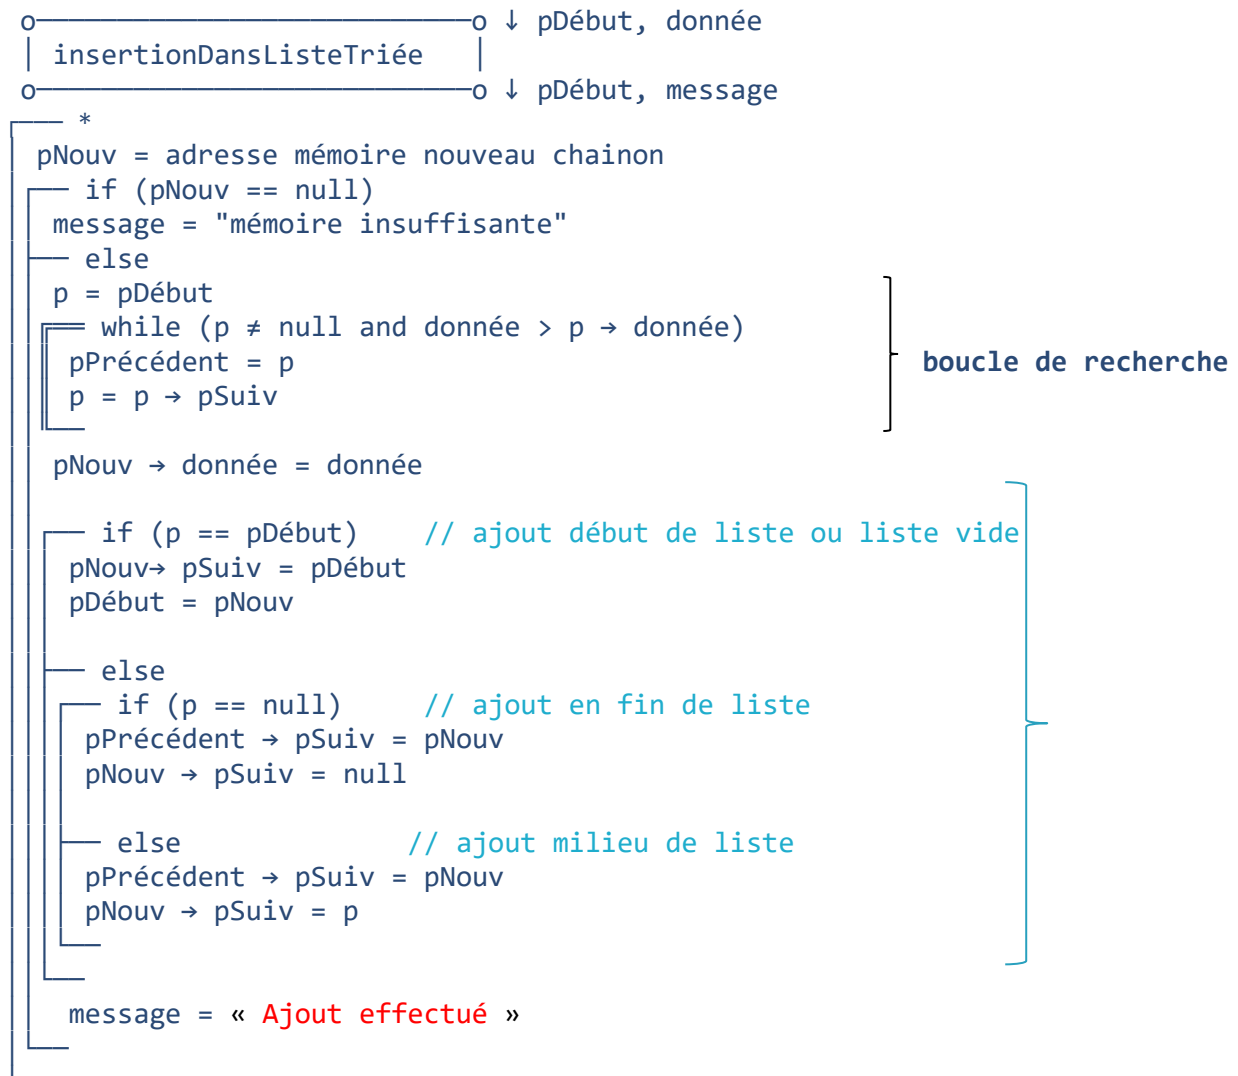 o───────────────────────────o ↓ pDébut, donnée
│ insertionDansListeTriée │
o───────────────────────────o ↓ pDébut, message
┌─── *
│ pNouv = adresse mémoire nouveau chainon
│┌── if (pNouv == null)
││ message = "mémoire insuffisante"
│├── else
││ p = pDébut
││╔══ while (p ≠ null and donnée > p → donnée)
││║ pPrécédent = p
││║ p = p → pSuiv
││╙──
boucle de recherche
││ pNouv → donnée = donnée
││
││┌── if (p == pDébut) // ajout début de liste ou liste vide
│││ pNouv→ pSuiv = pDébut
│││ pDébut = pNouv
│││
││├── else
│││┌── if (p == null) // ajout en fin de liste
││││ pPrécédent → pSuiv = pNouv
││││ pNouv → pSuiv = null
││││
│││├── else // ajout milieu de liste
││││ pPrécédent → pSuiv = pNouv
││││ pNouv → pSuiv = p
│││└──
││└──
││ message = « Ajout effectué »
│└──